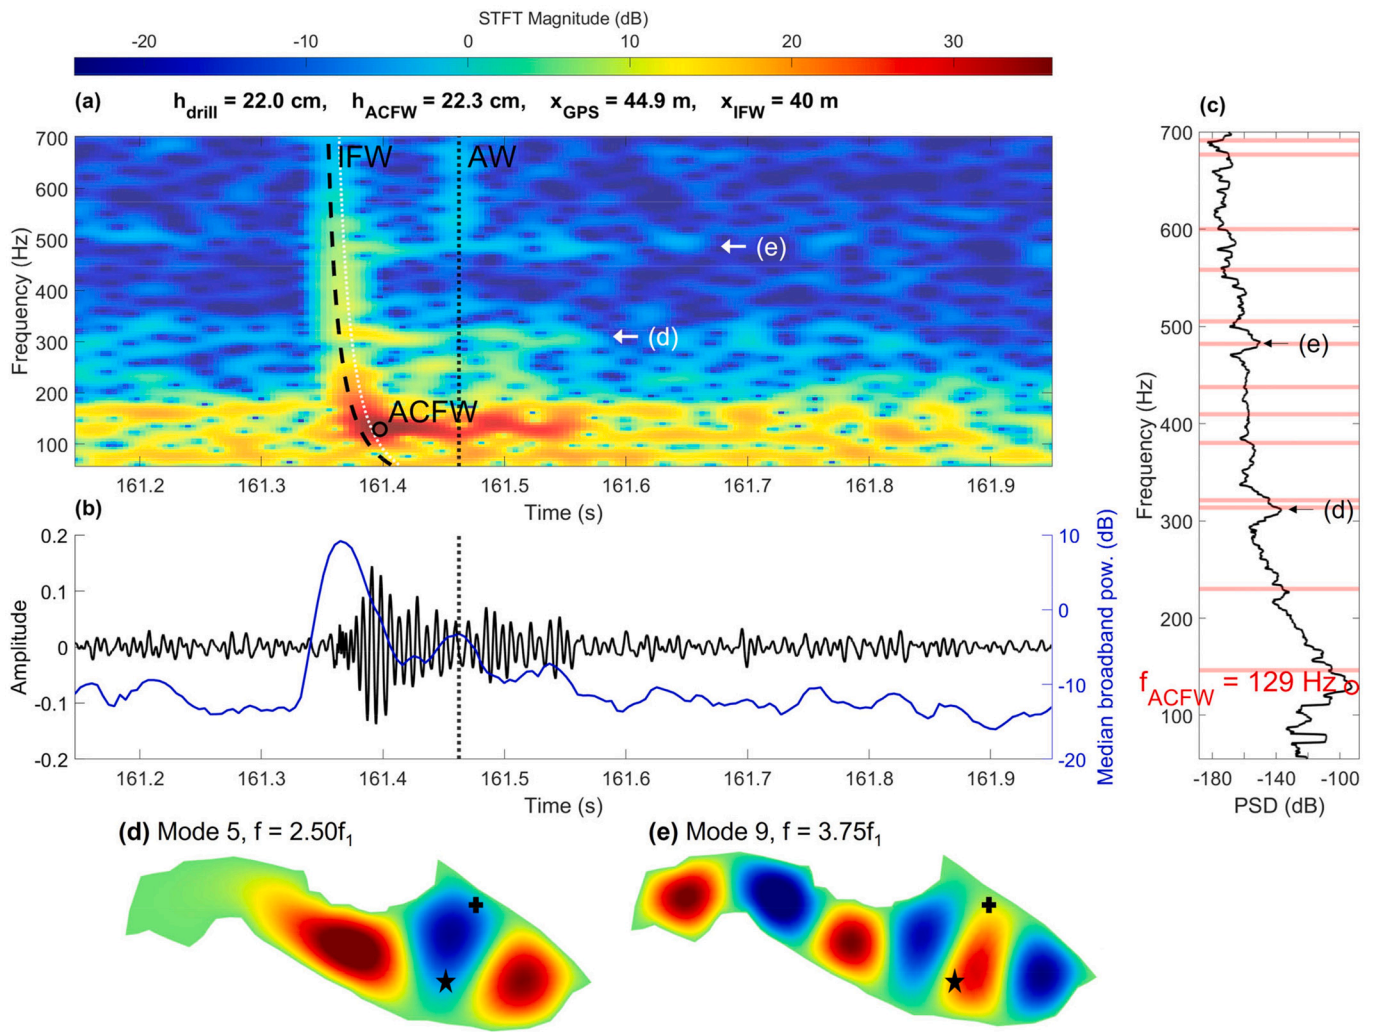 STFT Magnitude (dB)
-20 -10 0 10 20 30
(a) h_drill = 22.0 cm, h_ACFW = 22.3 cm, x_GPS = 44.9 m, x_IFW = 40 m
700
600
500
400
300
200
100
Frequency (Hz)
IFW AW
(e)
(d)
ACFW
161.2 161.3 161.4 161.5 161.6 161.7 161.8 161.9
Time (s)
(b)
0.2
0.1
0
-0.1
-0.2
Amplitude
10
0
-10
-20
Median broadband pow. (dB)
161.2 161.3 161.4 161.5 161.6 161.7 161.8 161.9
Time (s)
(c)
700
600
500
400
300
200
100
Frequency (Hz)
(e)
(d)
f_ACFW = 129 Hz
-180 -140 -100
PSD (dB)
(d) Mode 5, f = 2.50f₁
(e) Mode 9, f = 3.75f₁